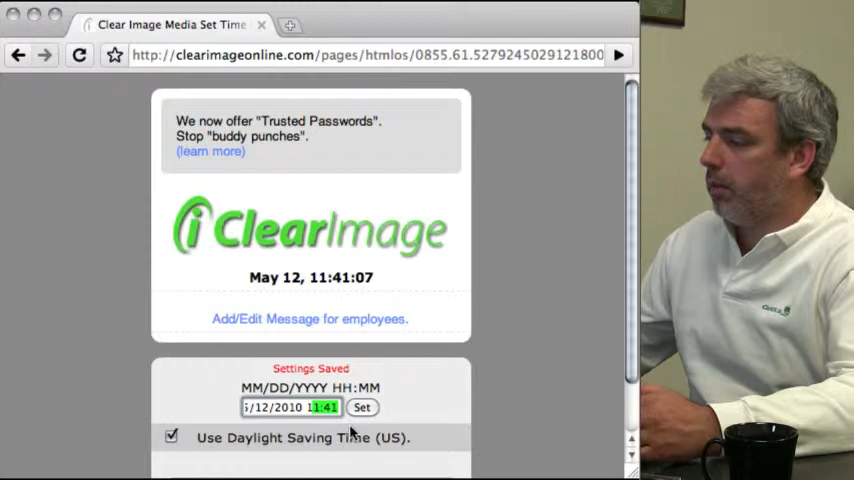 Clear Image Media Set Time
http://clearimageonline.com/pages/htmlos/0855.61.5279245029121800
We now offer "Trusted Passwords".
Stop "buddy punches".
(learn more)
i ClearImage
May 12, 11:41:07
Add/Edit Message for employees.
Settings Saved
MM/DD/YYYY HH:MM
5/12/2010 11:41 Set
Use Daylight Saving Time (US).